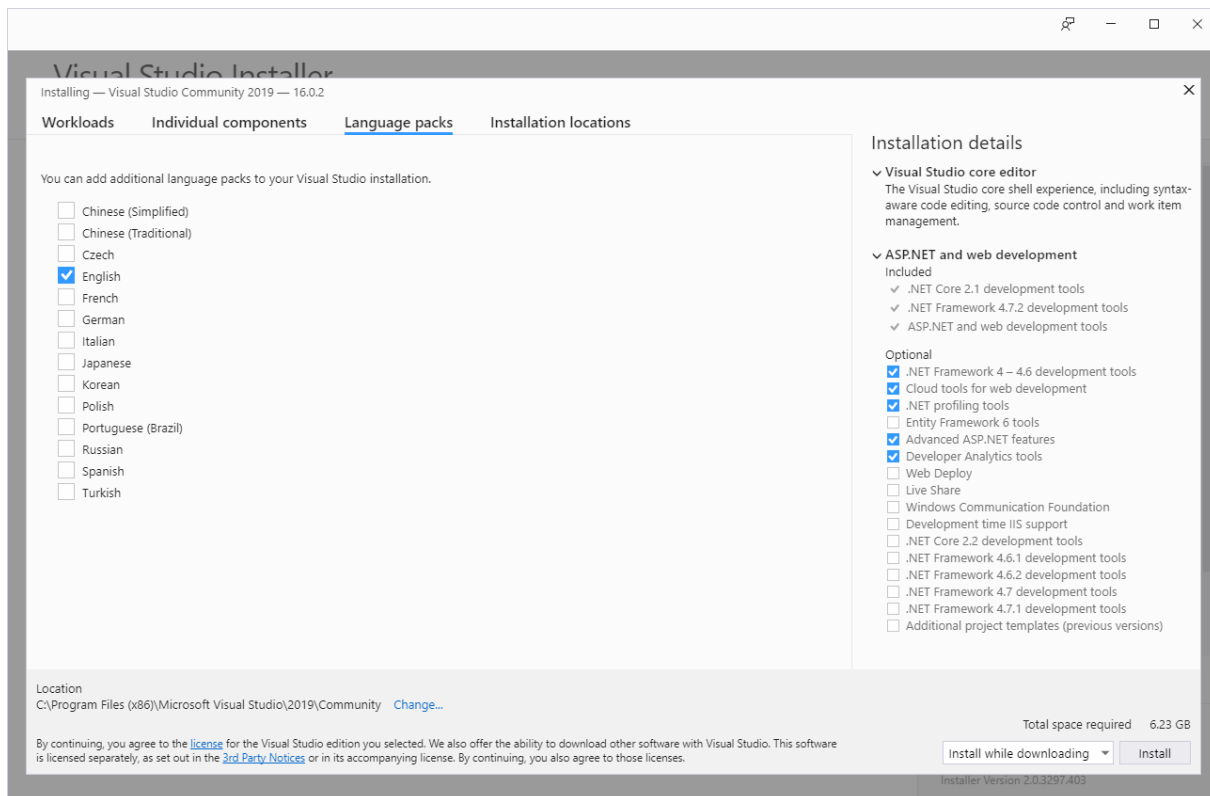 Visual Studio Installer
Installing — Visual Studio Community 2019 — 16.0.2
Workloads Individual components Language packs Installation locations
You can add additional language packs to your Visual Studio installation.
Chinese (Simplified)
Chinese (Traditional)
Czech
English
French
German
Italian
Japanese
Korean
Polish
Portuguese (Brazil)
Russian
Spanish
Turkish
Installation details
Visual Studio core editor
The Visual Studio core shell experience, including syntax-
aware code editing, source code control and work item
management.
ASP.NET and web development
Included
.NET Core 2.1 development tools
.NET Framework 4.7.2 development tools
ASP.NET and web development tools
Optional
.NET Framework 4 – 4.6 development tools
Cloud tools for web development
.NET profiling tools
Entity Framework 6 tools
Advanced ASP.NET features
Developer Analytics tools
Web Deploy
Live Share
Windows Communication Foundation
Development time IIS support
.NET Core 2.2 development tools
.NET Framework 4.6.1 development tools
.NET Framework 4.6.2 development tools
.NET Framework 4.7 development tools
.NET Framework 4.7.1 development tools
Additional project templates (previous versions)
Location
C:\Program Files (x86)\Microsoft Visual Studio\2019\Community Change...
By continuing, you agree to the license for the Visual Studio edition you selected. We also offer the ability to download other software with Visual Studio. This software
is licensed separately, as set out in the 3rd Party Notices or in its accompanying license. By continuing, you also agree to those licenses.
Total space required 6.23 GB
Install while downloading Install
Installer Version 2.0.3297.403